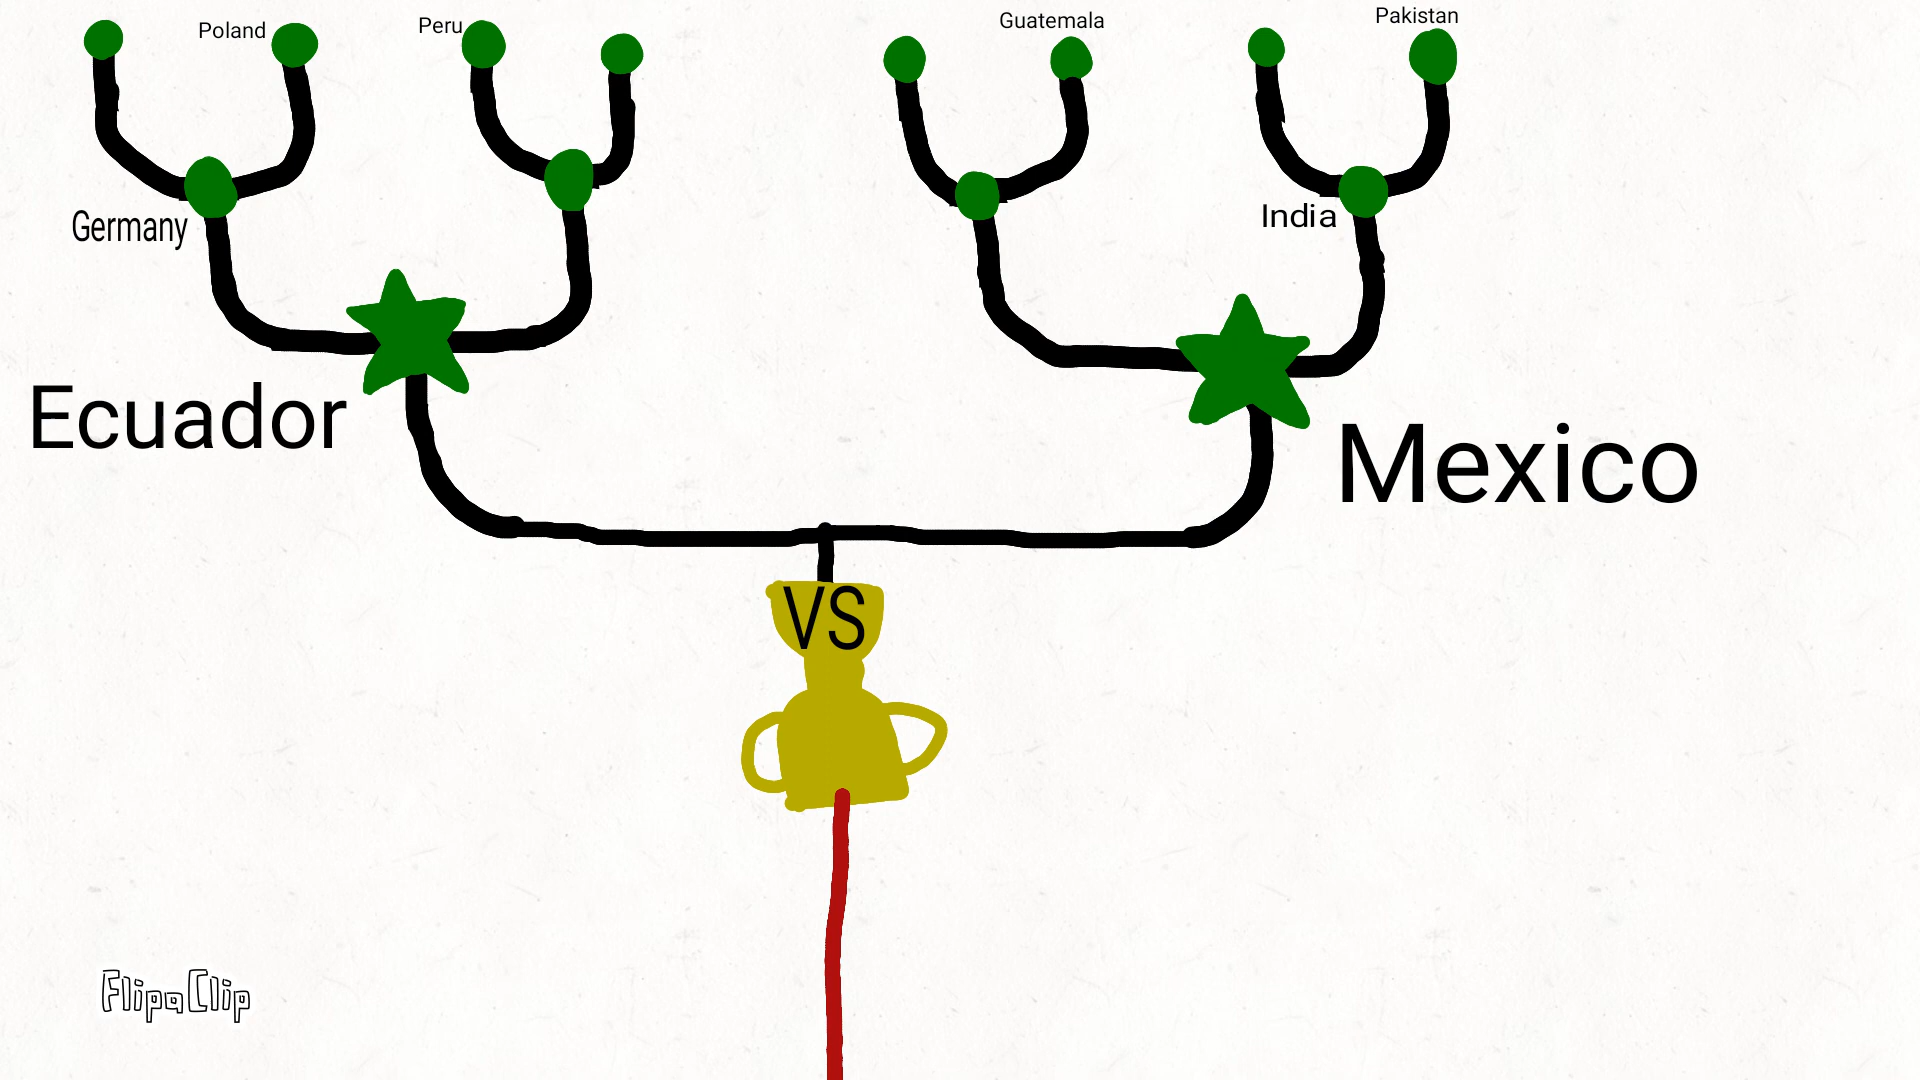 Poland
Peru
Guatemala
Pakistan
Germany
India
Ecuador
Mexico
VS
FlipaClip